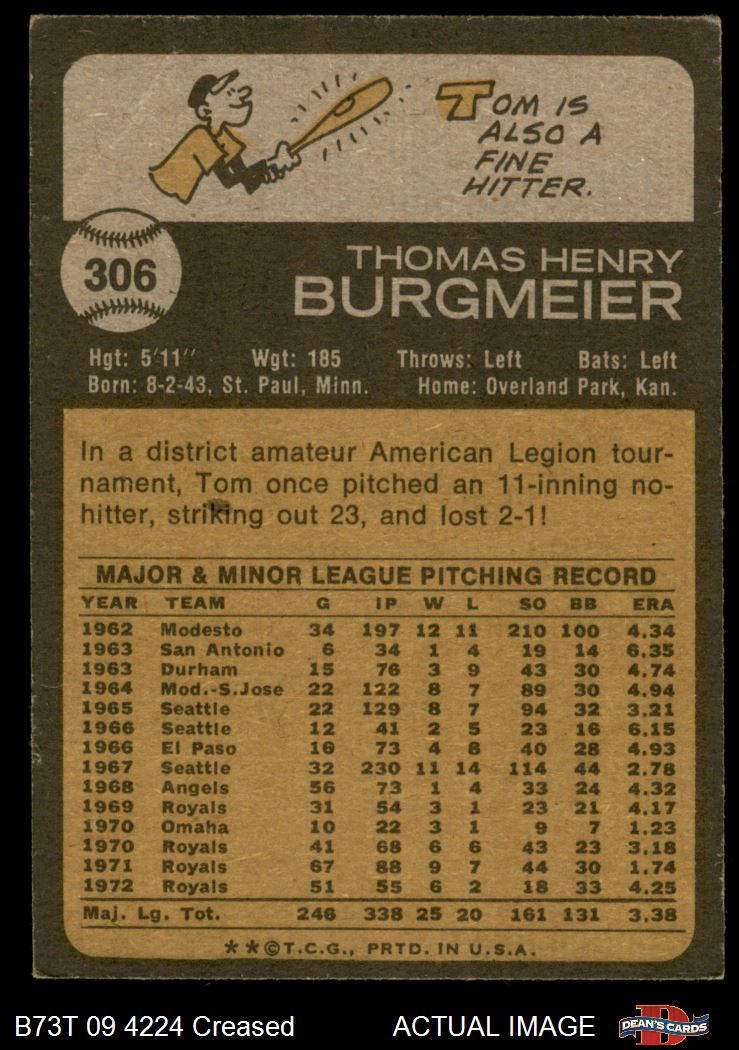 TOM IS
ALSO A
FINE
HITTER.
306
THOMAS HENRY
BURGMEIER
Hgt: 5'11" Wgt: 185 Throws: Left Bats: Left
Born: 8-2-43, St. Paul, Minn. Home: Overland Park, Kan.
In a district amateur American Legion tour-
nament, Tom once pitched an 11-inning no-
hitter, striking out 23, and lost 2-1!
MAJOR & MINOR LEAGUE PITCHING RECORD
YEAR TEAM G IP W L SO BB ERA
1962 Modesto 34 197 12 11 210 100 4.34
1963 San Antonio 6 34 1 4 19 14 6.35
1963 Durham 15 76 3 9 43 30 4.74
1964 Mod.-S.Jose 22 122 8 7 89 30 4.94
1965 Seattle 22 129 8 7 94 32 3.21
1966 Seattle 12 41 2 5 23 16 6.15
1966 El Paso 16 73 4 8 40 28 4.93
1967 Seattle 32 230 11 14 114 44 2.78
1968 Angels 56 73 1 4 33 24 4.32
1969 Royals 31 54 3 1 23 21 4.17
1970 Omaha 10 22 3 1 9 7 1.23
1970 Royals 41 68 6 6 43 23 3.18
1971 Royals 67 88 9 7 44 30 1.74
1972 Royals 51 55 6 2 18 33 4.25
Maj. Lg. Tot. 246 338 25 20 161 131 3.38
**©T.C.G., PRTD. IN U.S.A.
B73T 09 4224 Creased ACTUAL IMAGE D DEAN'S CARDS